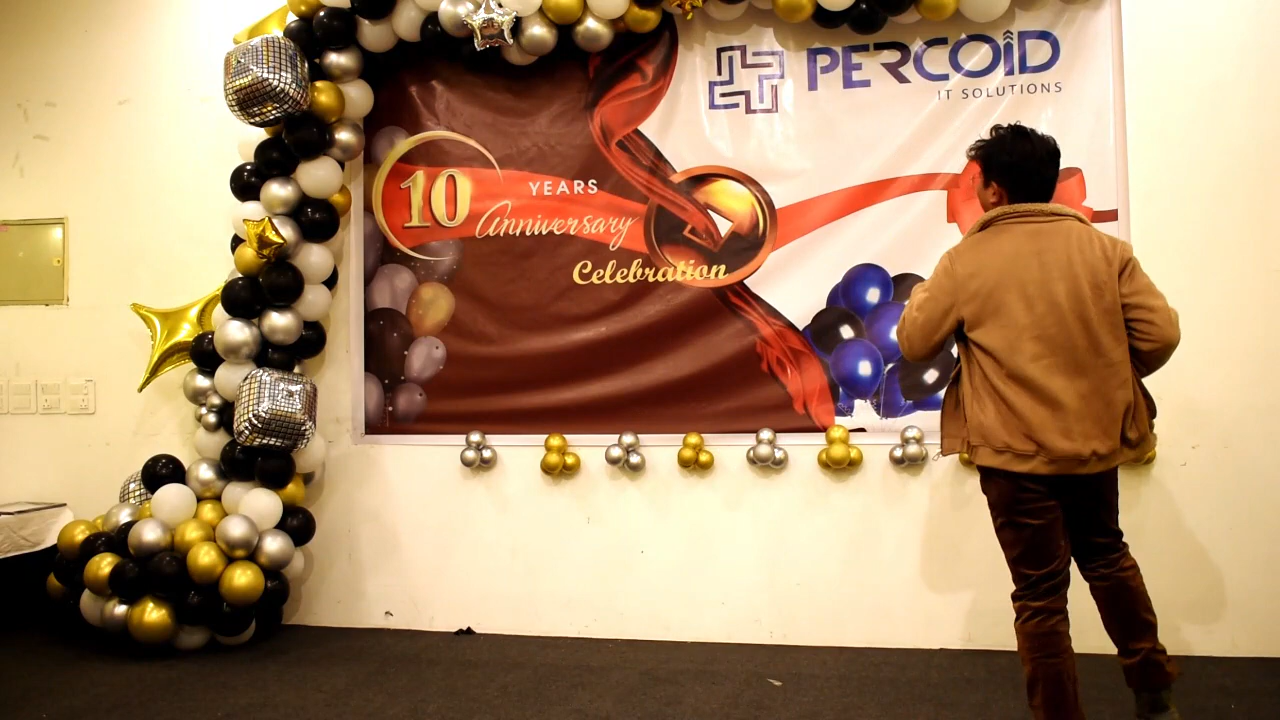 PERCOID
IT SOLUTIONS
10 YEARS
Anniversary
Celebration